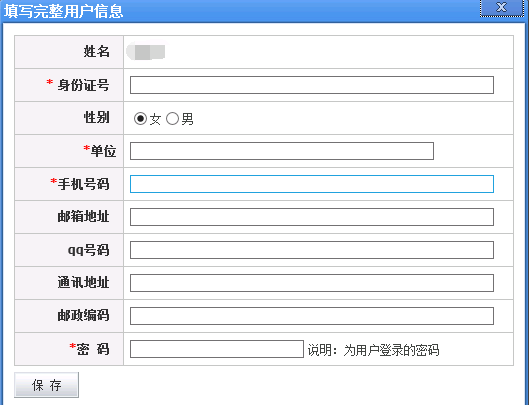 填写完整用户信息 X
姓名
* 身份证号
性别 女 男
*单位
*手机号码
邮箱地址
qq号码
通讯地址
邮政编码
*密 码 说明：为用户登录的密码
保 存